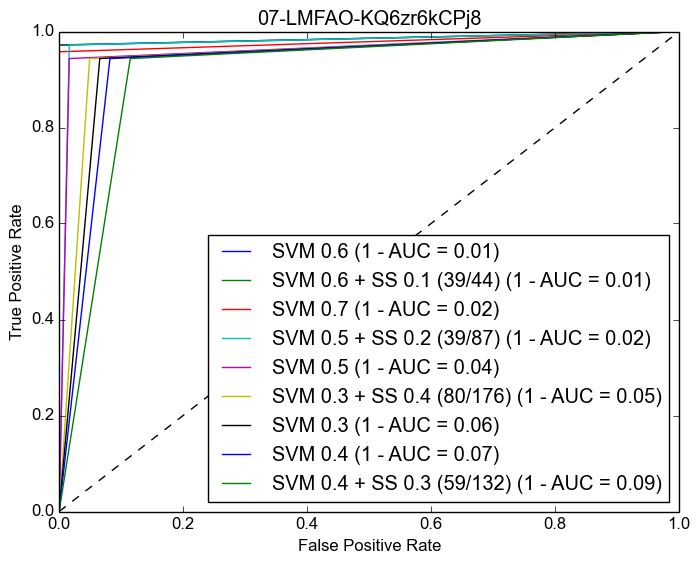 07-LMFAO-KQ6zr6kCPj8
1.0
0.8
0.6
0.4
0.2
0.0
True Positive Rate
SVM 0.6 (1 - AUC = 0.01)
SVM 0.6 + SS 0.1 (39/44) (1 - AUC = 0.01)
SVM 0.7 (1 - AUC = 0.02)
SVM 0.5 + SS 0.2 (39/87) (1 - AUC = 0.02)
SVM 0.5 (1 - AUC = 0.04)
SVM 0.3 + SS 0.4 (80/176) (1 - AUC = 0.05)
SVM 0.3 (1 - AUC = 0.06)
SVM 0.4 (1 - AUC = 0.07)
SVM 0.4 + SS 0.3 (59/132) (1 - AUC = 0.09)
0.0 0.2 0.4 0.6 0.8 1.0
False Positive Rate